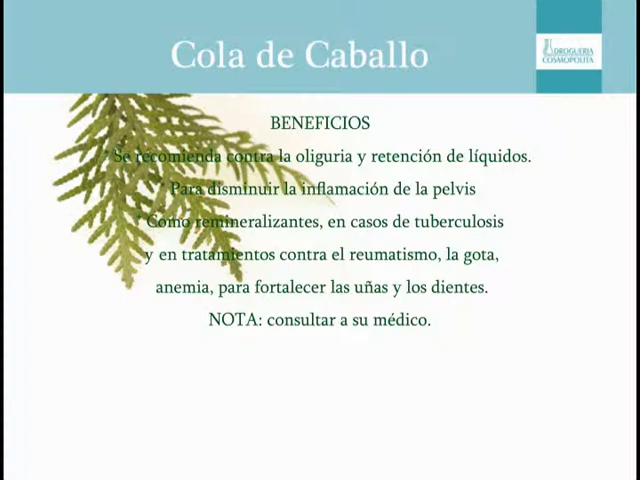 Cola de Caballo
DROGUERIA
COSMOPOLITA
BENEFICIOS
* Se recomienda contra la oliguria y retención de líquidos.
* Para disminuir la inflamación de la pelvis
* Como remineralizantes, en casos de tuberculosis
y en tratamientos contra el reumatismo, la gota,
anemia, para fortalecer las uñas y los dientes.
NOTA: consultar a su médico.